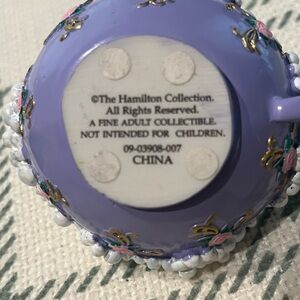 ©The Hamilton Collection.
All Rights Reserved.
A FINE ADULT COLLECTIBLE.
NOT INTENDED FOR CHILDREN.
09-03908-007
CHINA